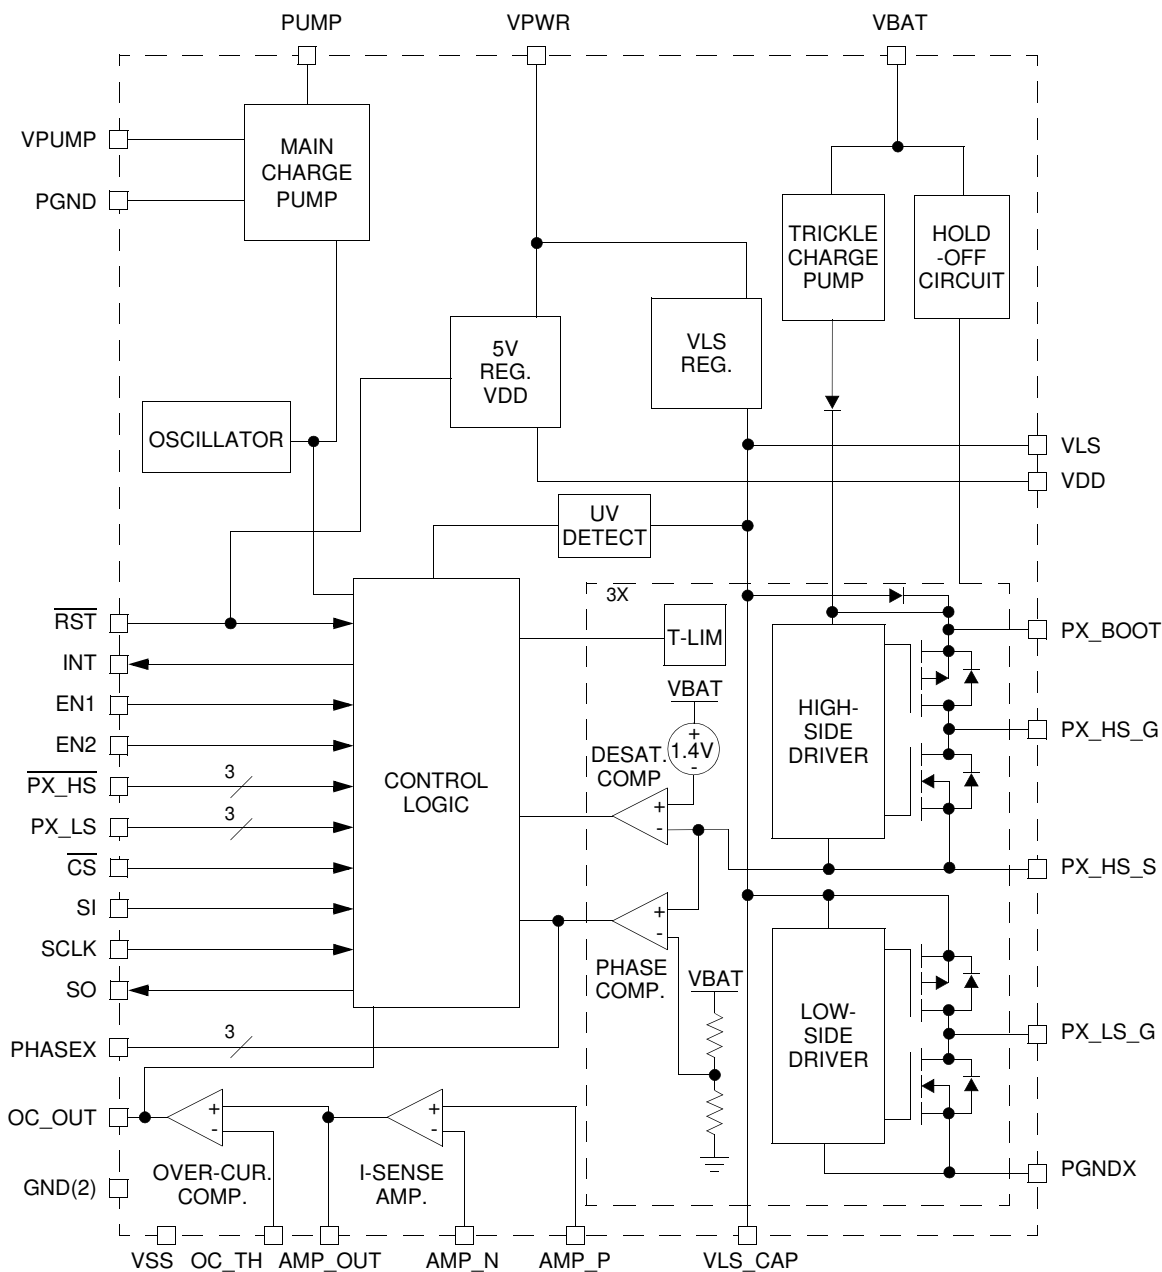 PUMP
VPWR
VBAT
VPUMP
PGND
MAIN
CHARGE
PUMP
TRICKLE
CHARGE
PUMP
HOLD
-OFF
CIRCUIT
5V
REG.
VDD
VLS
REG.
OSCILLATOR
VLS
VDD
UV
DETECT
3X
T-LIM
RST
INT
EN1
EN2
PX_HS
3
PX_LS
3
CS
SI
SCLK
SO
PHASEX
3
OC_OUT
GND(2)
CONTROL
LOGIC
VBAT
+
1.4V
-
DESAT.
COMP
+
-
+
-
PHASE
COMP.
VBAT
HIGH-
SIDE
DRIVER
LOW-
SIDE
DRIVER
PX_BOOT
PX_HS_G
PX_HS_S
PX_LS_G
PGNDX
+
-
OVER-CUR.
COMP.
+
-
I-SENSE
AMP.
VSS
OC_TH
AMP_OUT
AMP_N
AMP_P
VLS_CAP